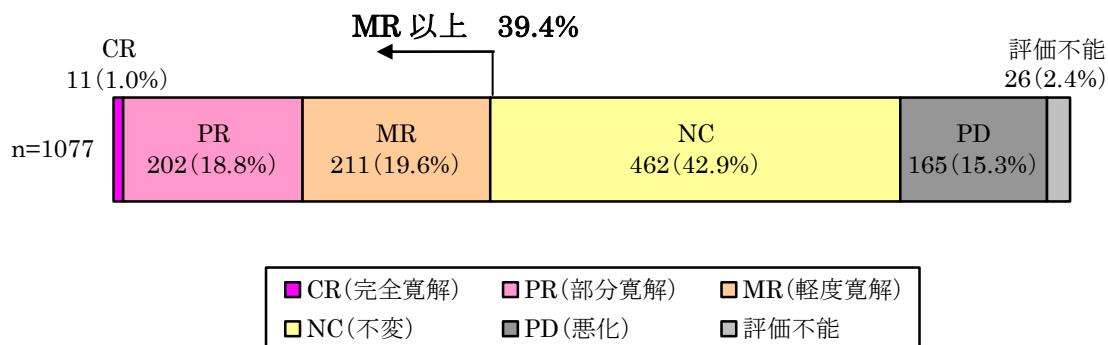 MR 以上 39.4%
CR
11(1.0%)
評価不能
26(2.4%)
n=1077
PR
202(18.8%)
MR
211(19.6%)
NC
462(42.9%)
PD
165(15.3%)
CR(完全寛解) PR(部分寛解) MR(軽度寛解)
NC(不変) PD(悪化) 評価不能